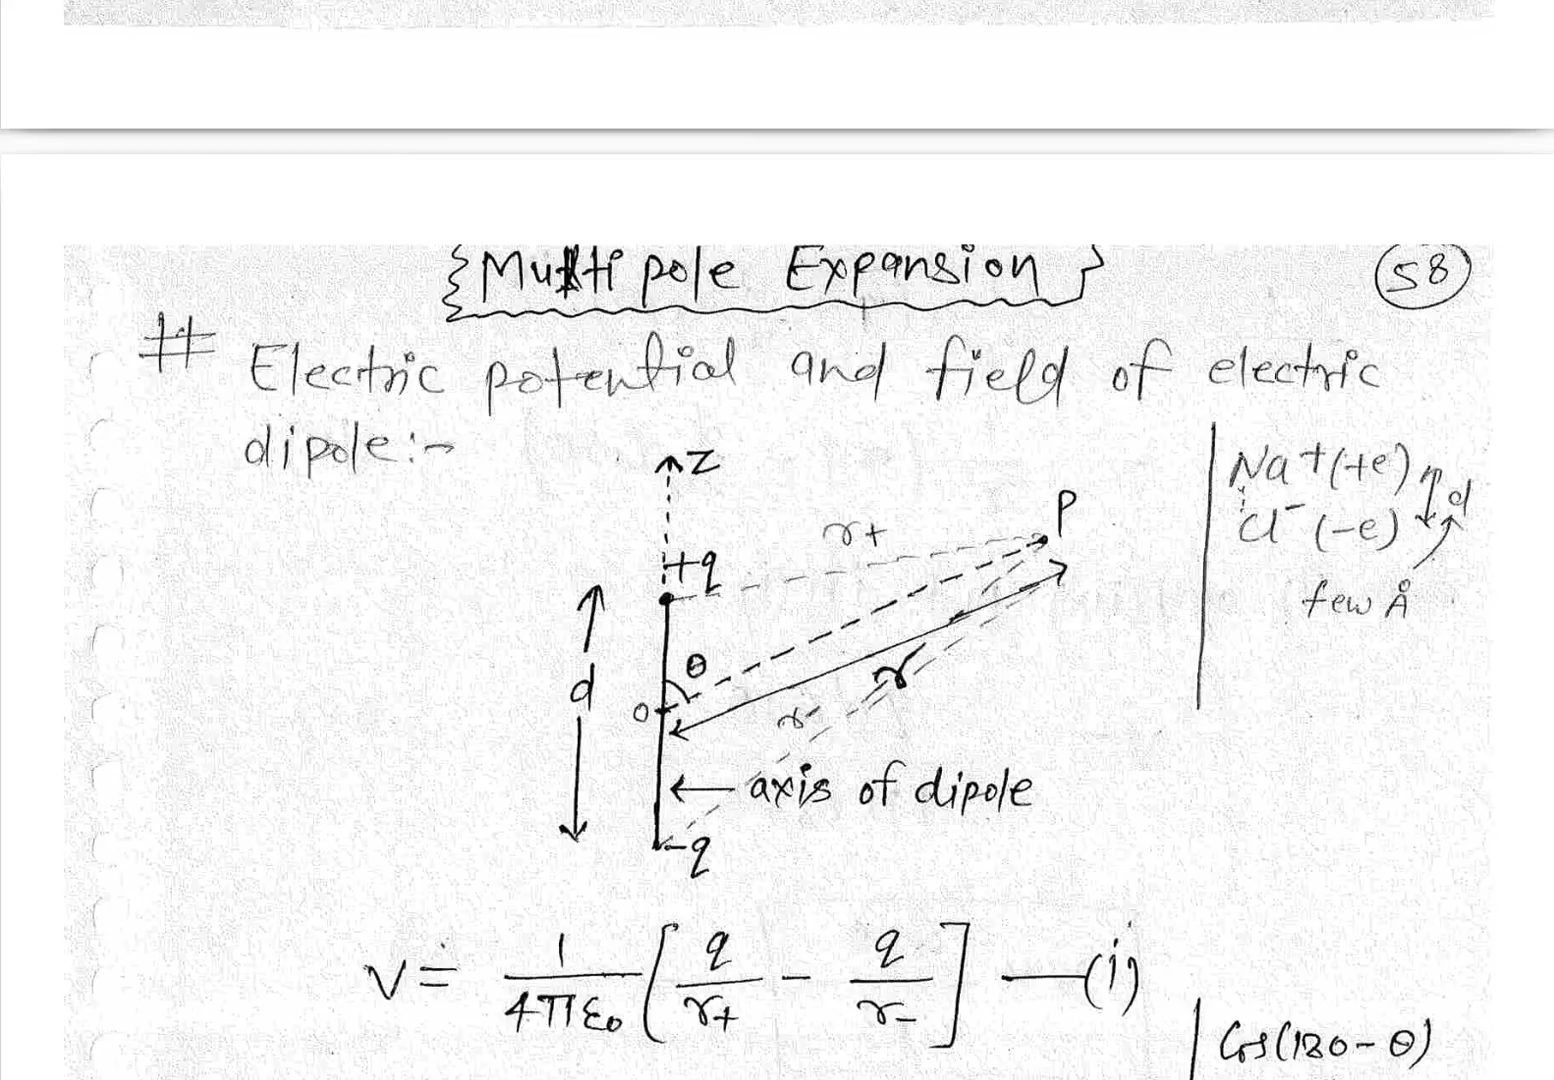 {Multipole Expansion}
58
# Electric potential and field of electric
dipole:-
Z
P
r+
+q
θ
d
o
r
r-
← axis of dipole
-q
Na+(+e)
Cl-(-e)
d
few Å
V = 1/4πε0 [q/r+ - q/r-] —(i)
Cos(180-θ)